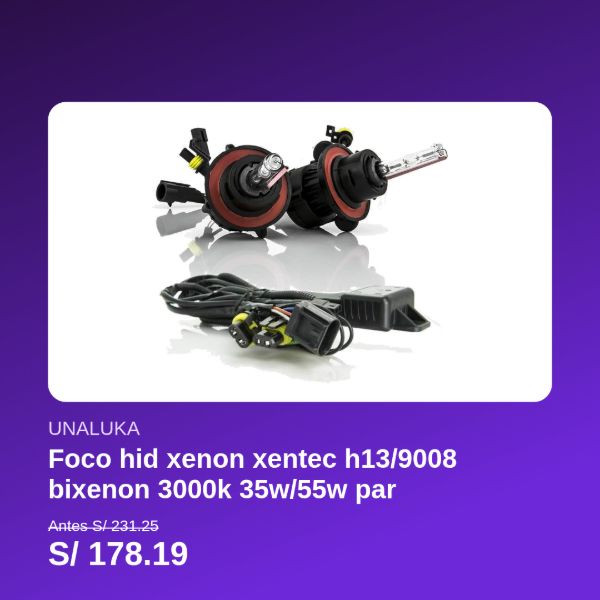 UNALUKA
Foco hid xenon xentec h13/9008
bixenon 3000k 35w/55w par
Antes S/ 231.25
S/ 178.19